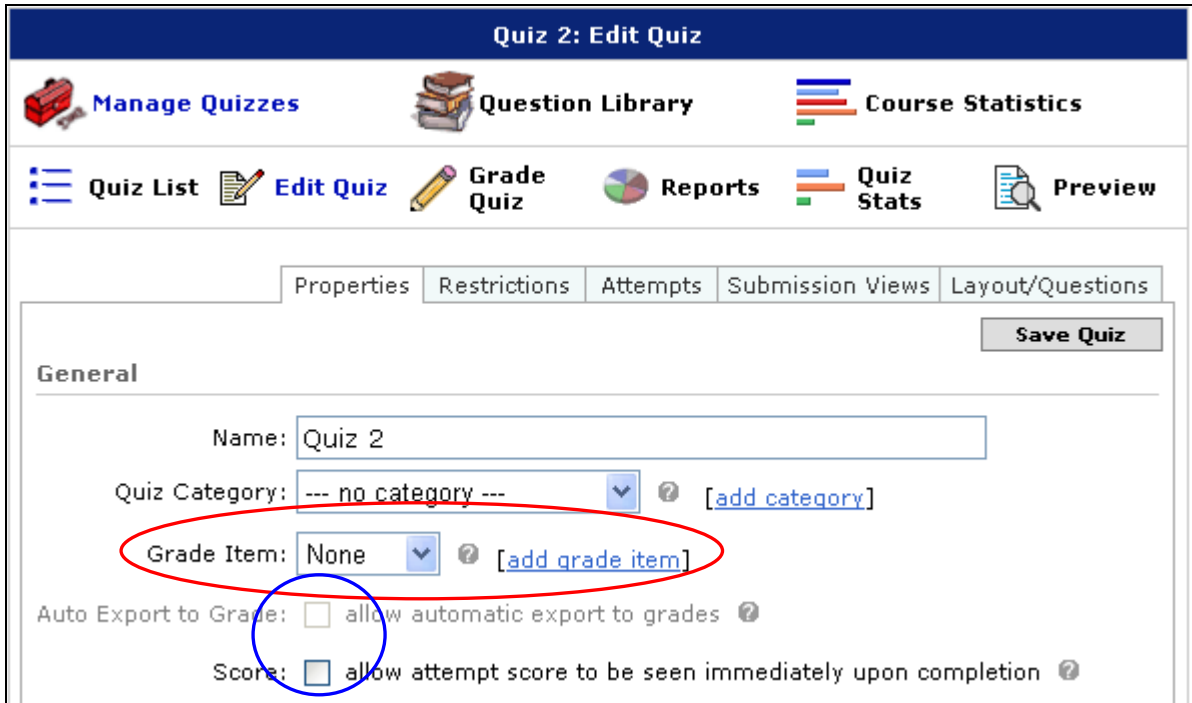 Quiz 2: Edit Quiz
Manage Quizzes Question Library Course Statistics
Quiz List Edit Quiz Grade Quiz Reports Quiz Stats Preview
Properties Restrictions Attempts Submission Views Layout/Questions
Save Quiz
General
Name: Quiz 2
Quiz Category: --- no category --- [add category]
Grade Item: None [add grade item]
Auto Export to Grade: allow automatic export to grades
Score: allow attempt score to be seen immediately upon completion